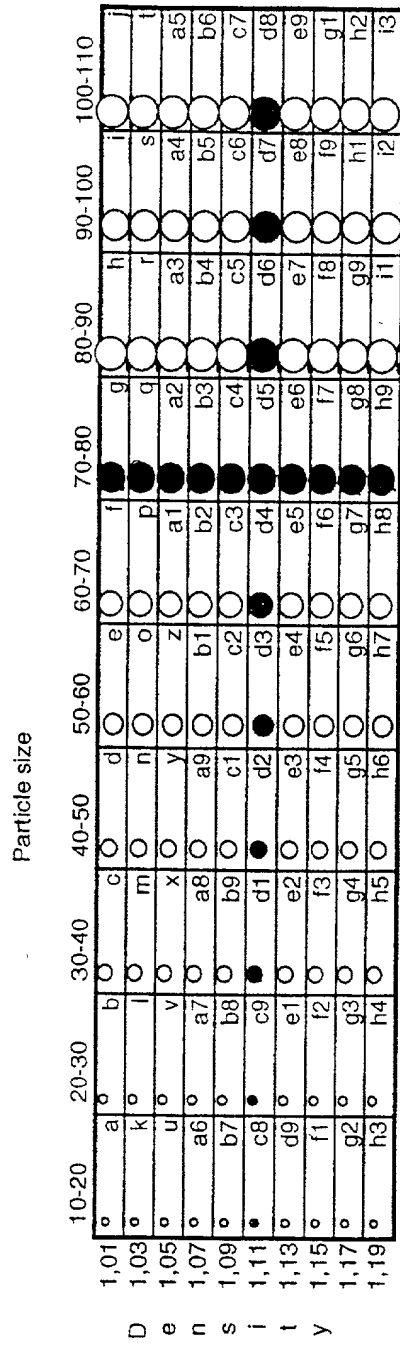 Particle size
10-20 20-30 30-40 40-50 50-60 60-70 70-80 80-90 90-100 100-110
1,01 a b c d e f g h i j
D 1,03 k l m n o p q r s t
e 1,05 u v x y z a1 a2 a3 a4 a5
n 1,07 a6 a7 a8 a9 b1 b2 b3 b4 b5 b6
s 1,09 b7 b8 b9 c1 c2 c3 c4 c5 c6 c7
i 1,11 c8 c9 d1 d2 d3 d4 d5 d6 d7 d8
t 1,13 d9 e1 e2 e3 e4 e5 e6 e7 e8 e9
y 1,15 f1 f2 f3 f4 f5 f6 f7 f8 f9 g1
1,17 g2 g3 g4 g5 g6 g7 g8 g9 h1 h2
1,19 h3 h4 h5 h6 h7 h8 h9 i1 i2 i3